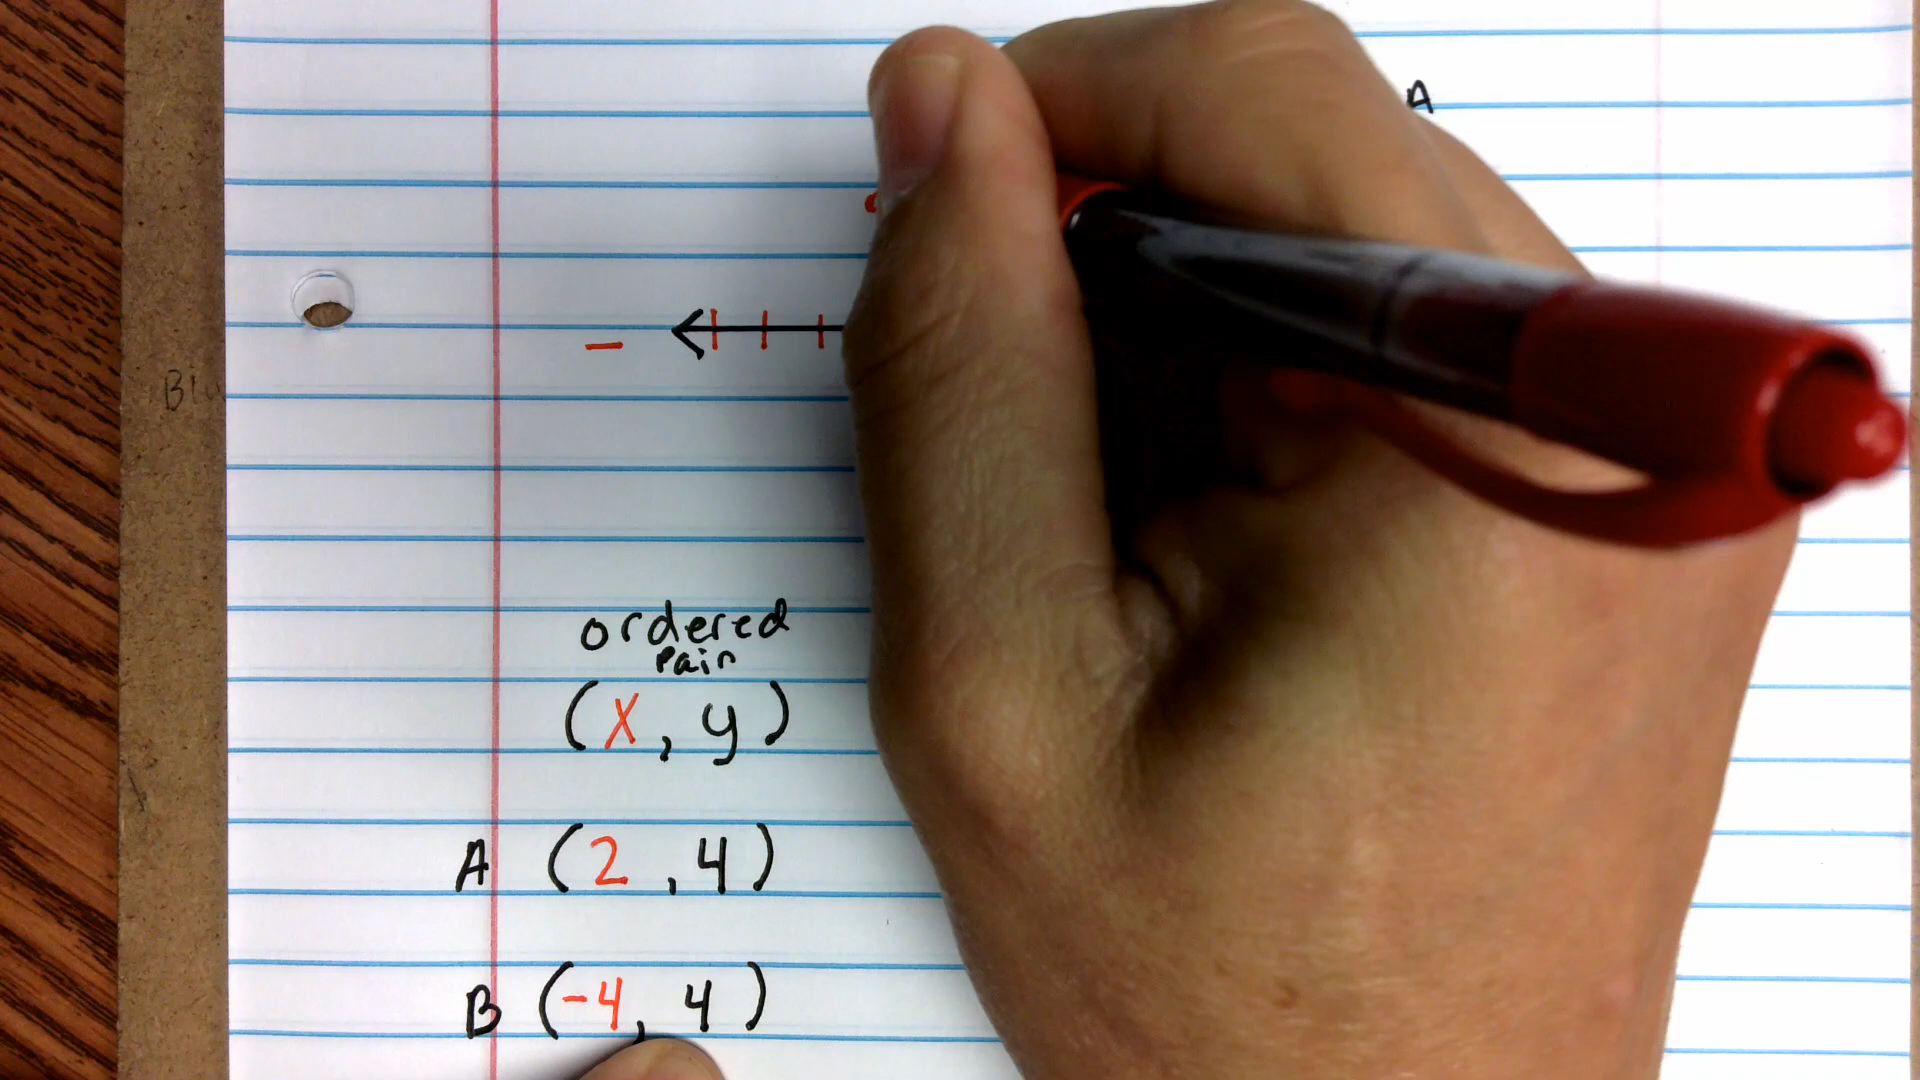 A
−
ordered
pair
(x, y)
A (2, 4)
B (-4, 4)